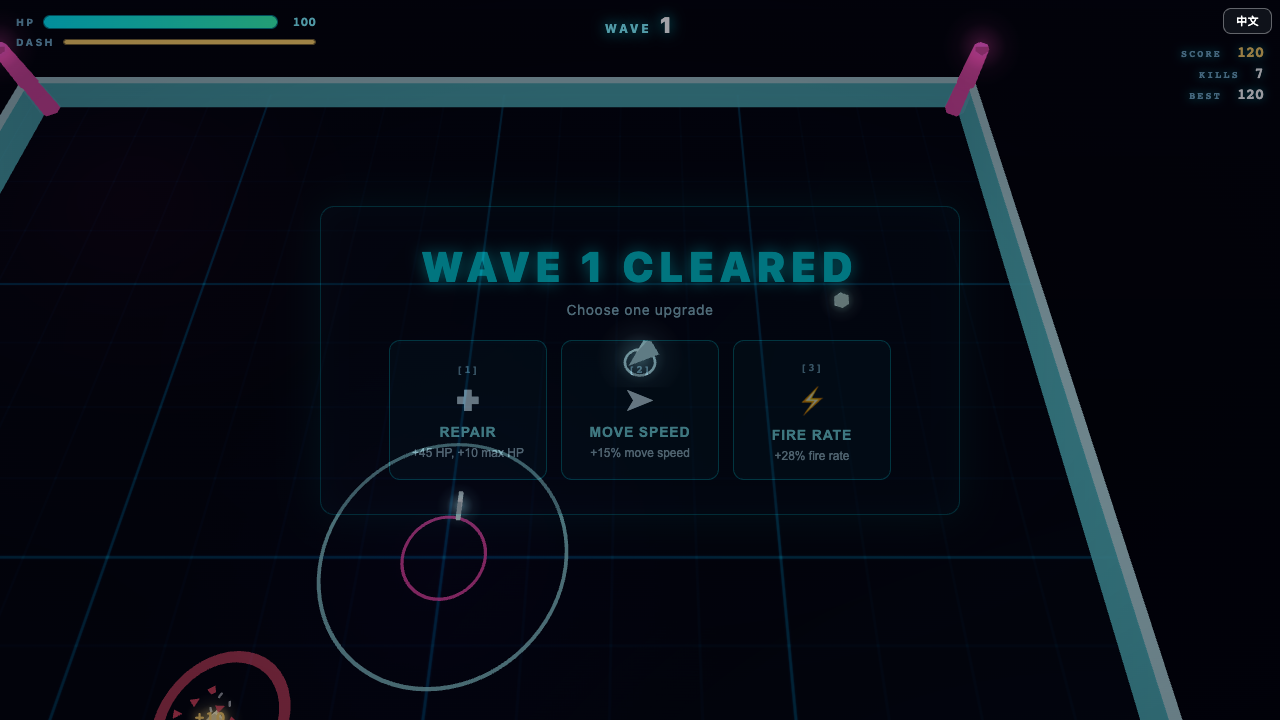 HP 100
DASH
WAVE 1
中文
SCORE 120
KILLS 7
BEST 120
WAVE 1 CLEARED
Choose one upgrade
[1]
REPAIR
+45 HP, +10 max HP
[2]
MOVE SPEED
+15% move speed
[3]
FIRE RATE
+28% fire rate